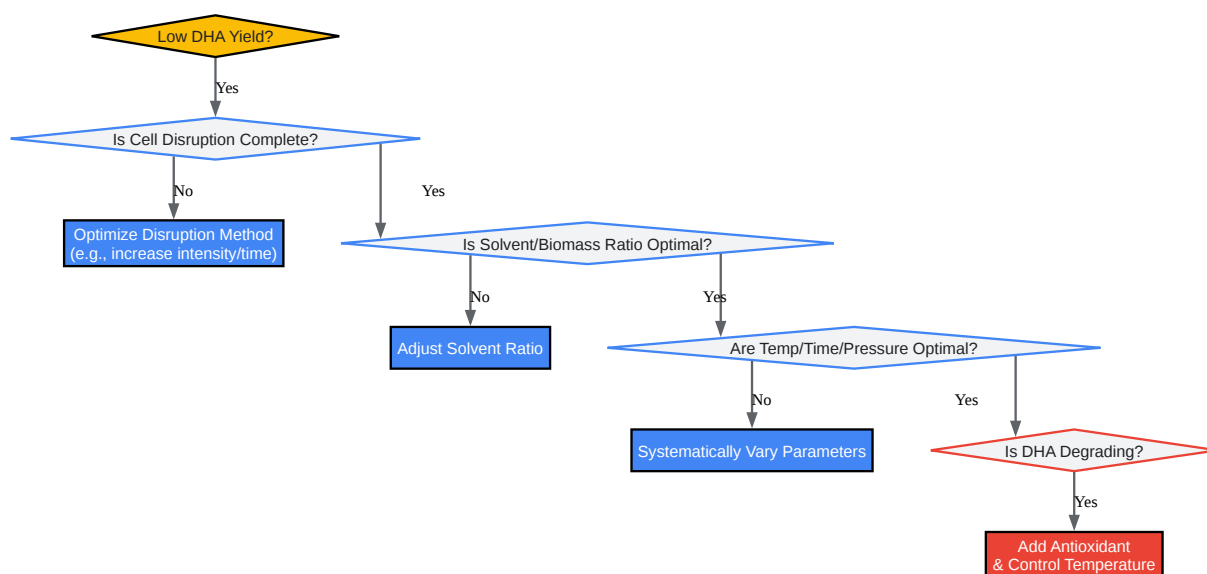 Low DHA Yield?
Yes
Is Cell Disruption Complete?
No
Yes
Optimize Disruption Method
(e.g., increase intensity/time)
Is Solvent/Biomass Ratio Optimal?
No
Yes
Adjust Solvent Ratio
Are Temp/Time/Pressure Optimal?
No
Yes
Systematically Vary Parameters
Is DHA Degrading?
Yes
Add Antioxidant
& Control Temperature